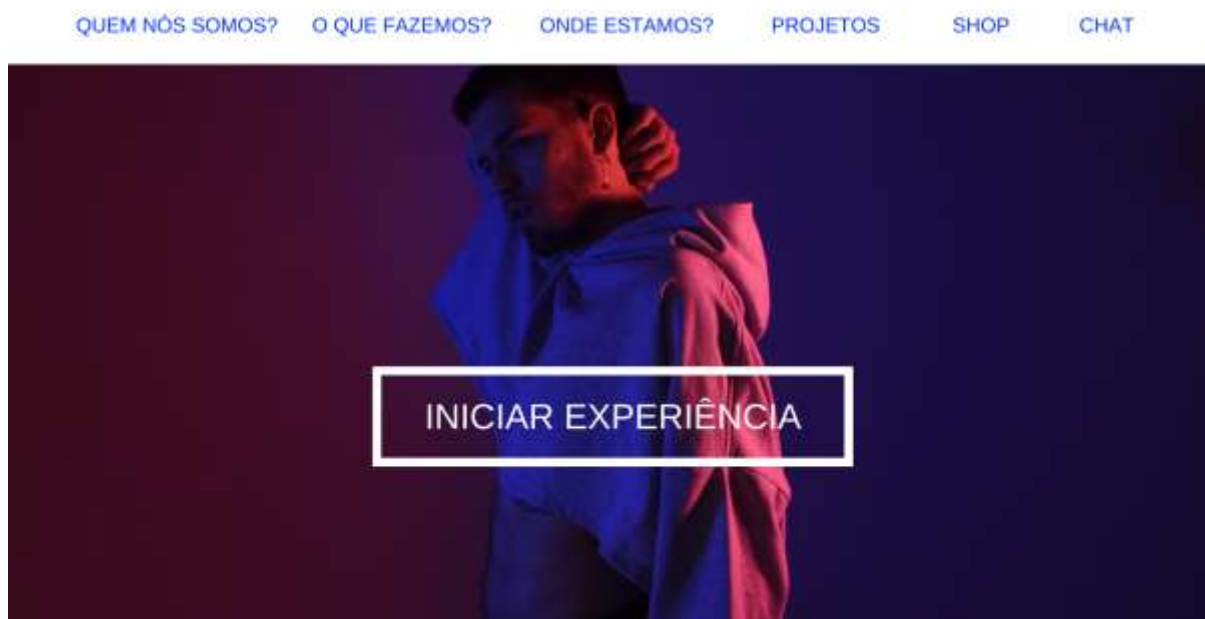 QUEM NÓS SOMOS? O QUE FAZEMOS? ONDE ESTAMOS? PROJETOS SHOP CHAT
INICIAR EXPERIÊNCIA